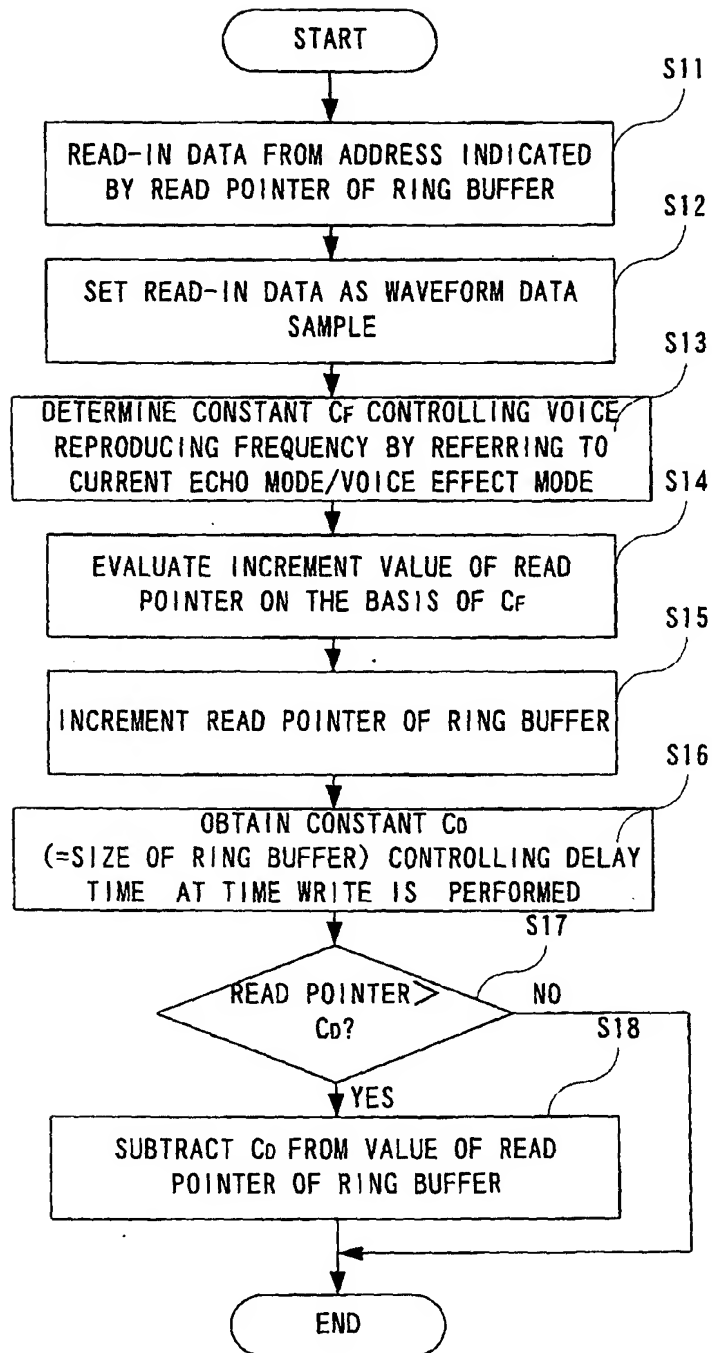 START
S11
READ-IN DATA FROM ADDRESS INDICATED
BY READ POINTER OF RING BUFFER
S12
SET READ-IN DATA AS WAVEFORM DATA
SAMPLE
S13
DETERMINE CONSTANT CF CONTROLLING VOICE
REPRODUCING FREQUENCY BY REFERRING TO
CURRENT ECHO MODE/VOICE EFFECT MODE
S14
EVALUATE INCREMENT VALUE OF READ
POINTER ON THE BASIS OF CF
S15
INCREMENT READ POINTER OF RING BUFFER
S16
OBTAIN CONSTANT CD
(=SIZE OF RING BUFFER) CONTROLLING DELAY
TIME AT TIME WRITE IS PERFORMED
S17
READ POINTER>
CD?
NO
S18
YES
SUBTRACT CD FROM VALUE OF READ
POINTER OF RING BUFFER
END